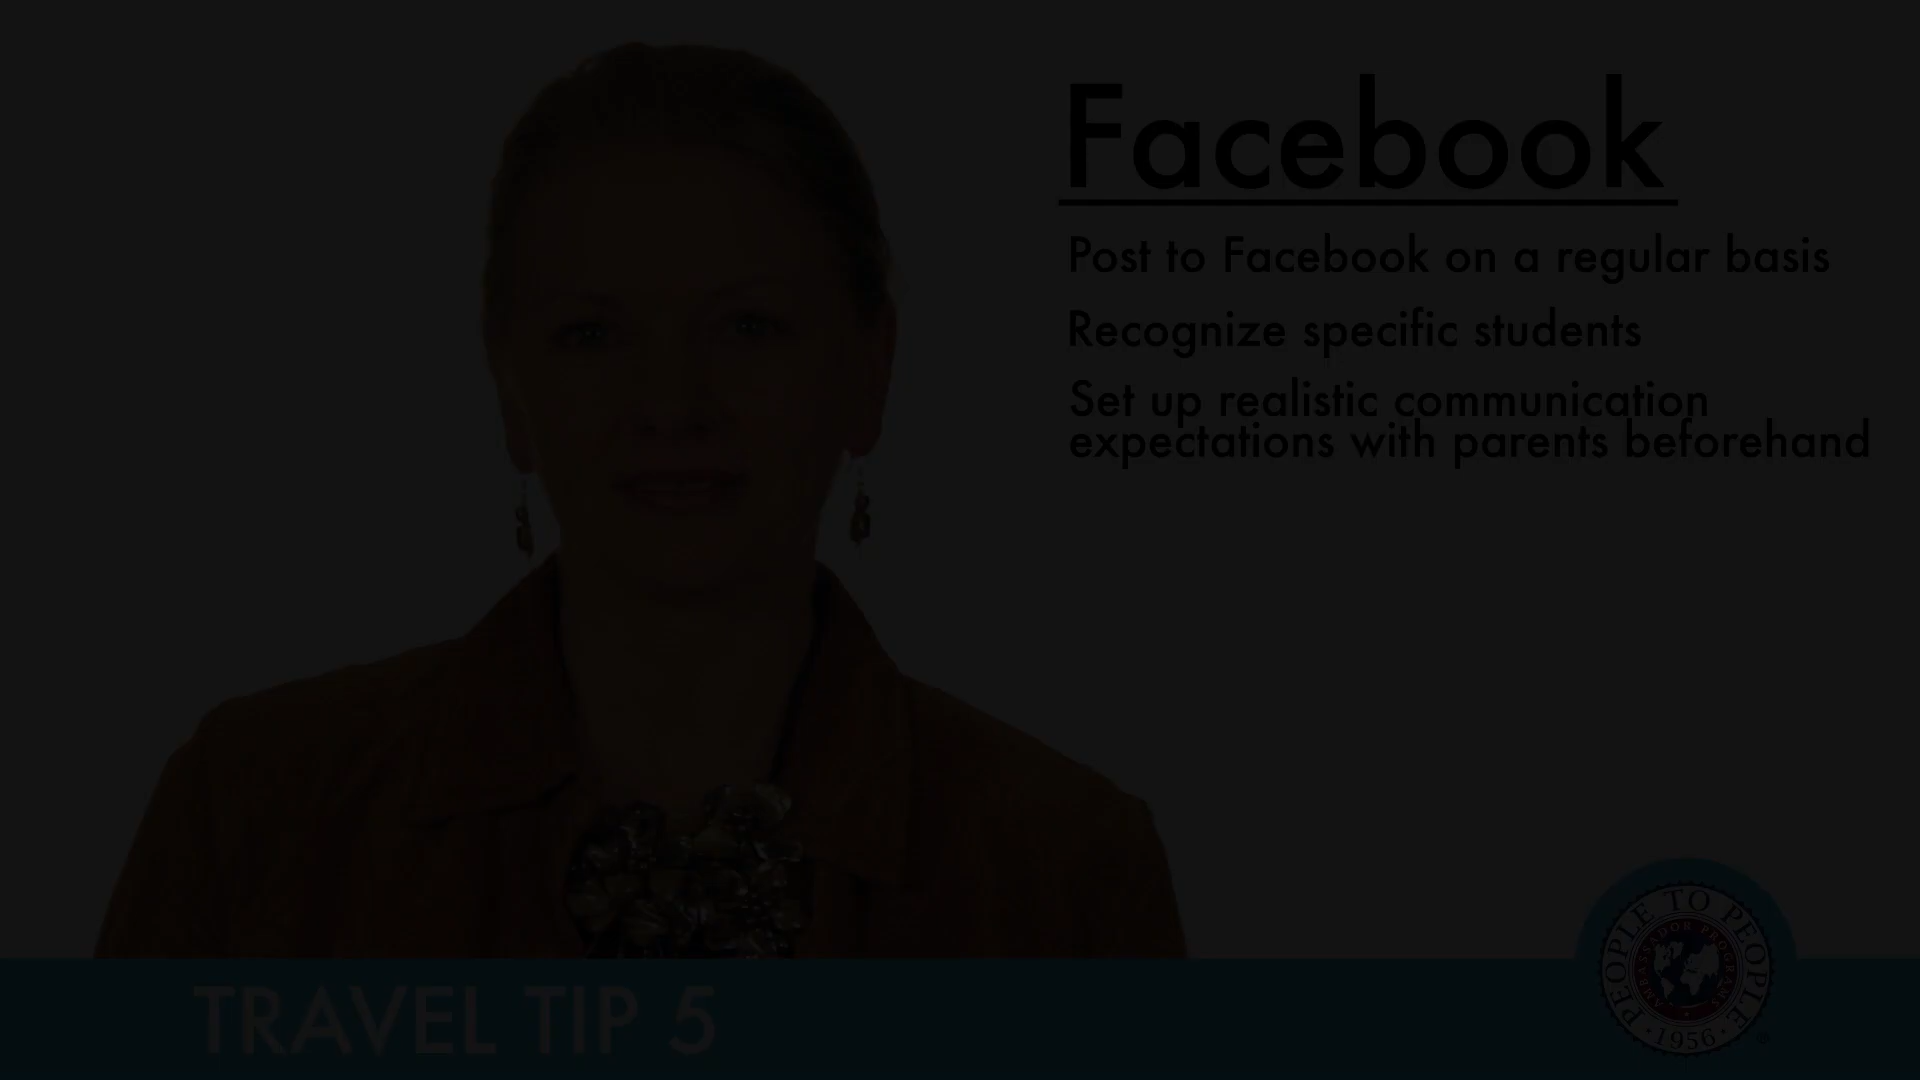 Facebook
Post to Facebook on a regular basis
Recognize specific students
Set up realistic communication
expectations with parents beforehand
PEOPLE TO PEOPLE
AMBASSADOR PROGRAMS
· 1956 ·
®
TRAVEL TIP 5